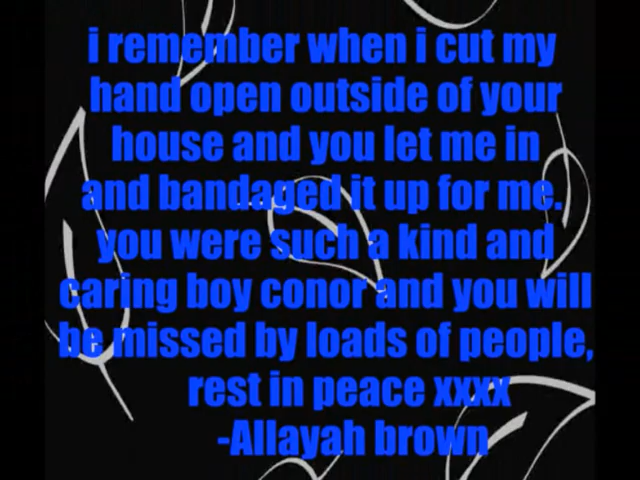 i remember when i cut my
hand open outside of your
house and you let me in
and bandaged it up for me.
you were such a kind and
caring boy conor and you will
be missed by loads of people,
rest in peace xxxx
-Allayah brown